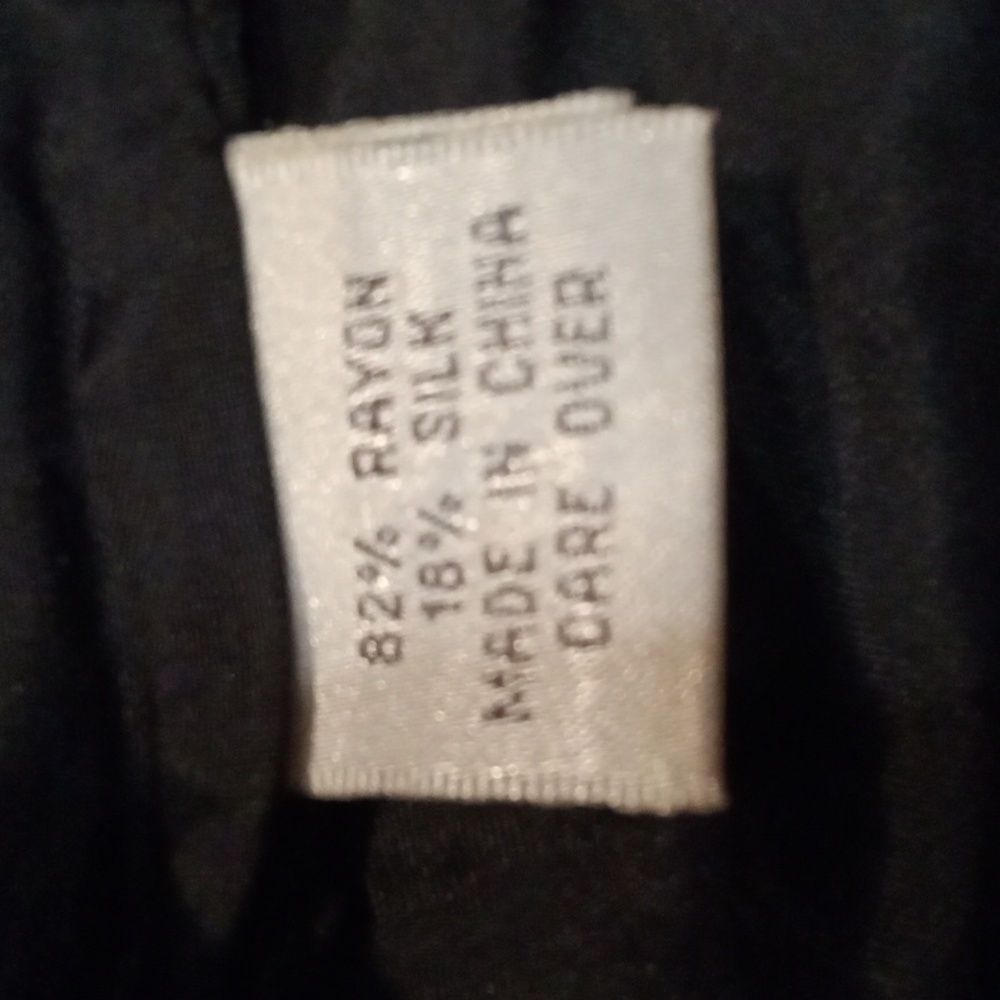 82% RAYON
18% SILK
MADE IN CHINA
CARE OVER